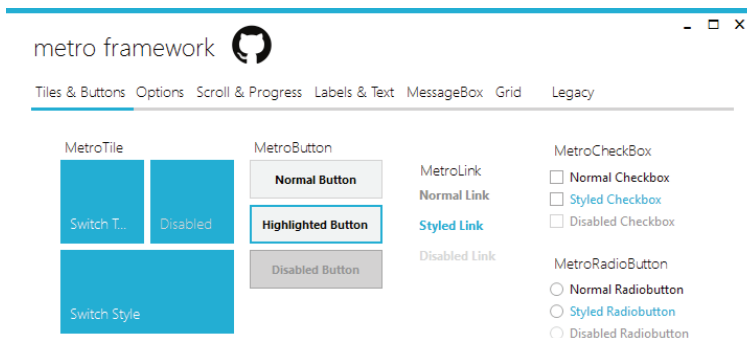 metro framework
Tiles & Buttons Options Scroll & Progress Labels & Text MessageBox Grid Legacy
MetroTile
Switch T...
Disabled
Switch Style
MetroButton
Normal Button
Highlighted Button
Disabled Button
MetroLink
Normal Link
Styled Link
Disabled Link
MetroCheckBox
Normal Checkbox
Styled Checkbox
Disabled Checkbox
MetroRadioButton
Normal Radiobutton
Styled Radiobutton
Disabled Radiobutton